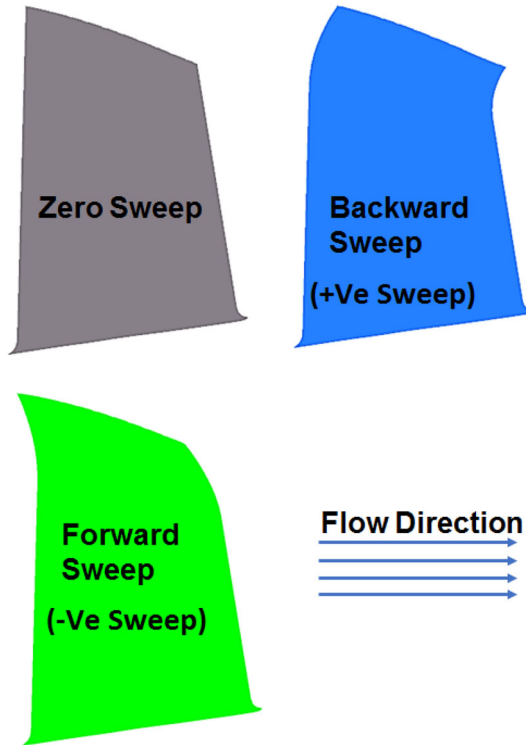 Zero Sweep
Backward
Sweep
(+Ve Sweep)
Forward
Sweep
(-Ve Sweep)
Flow Direction